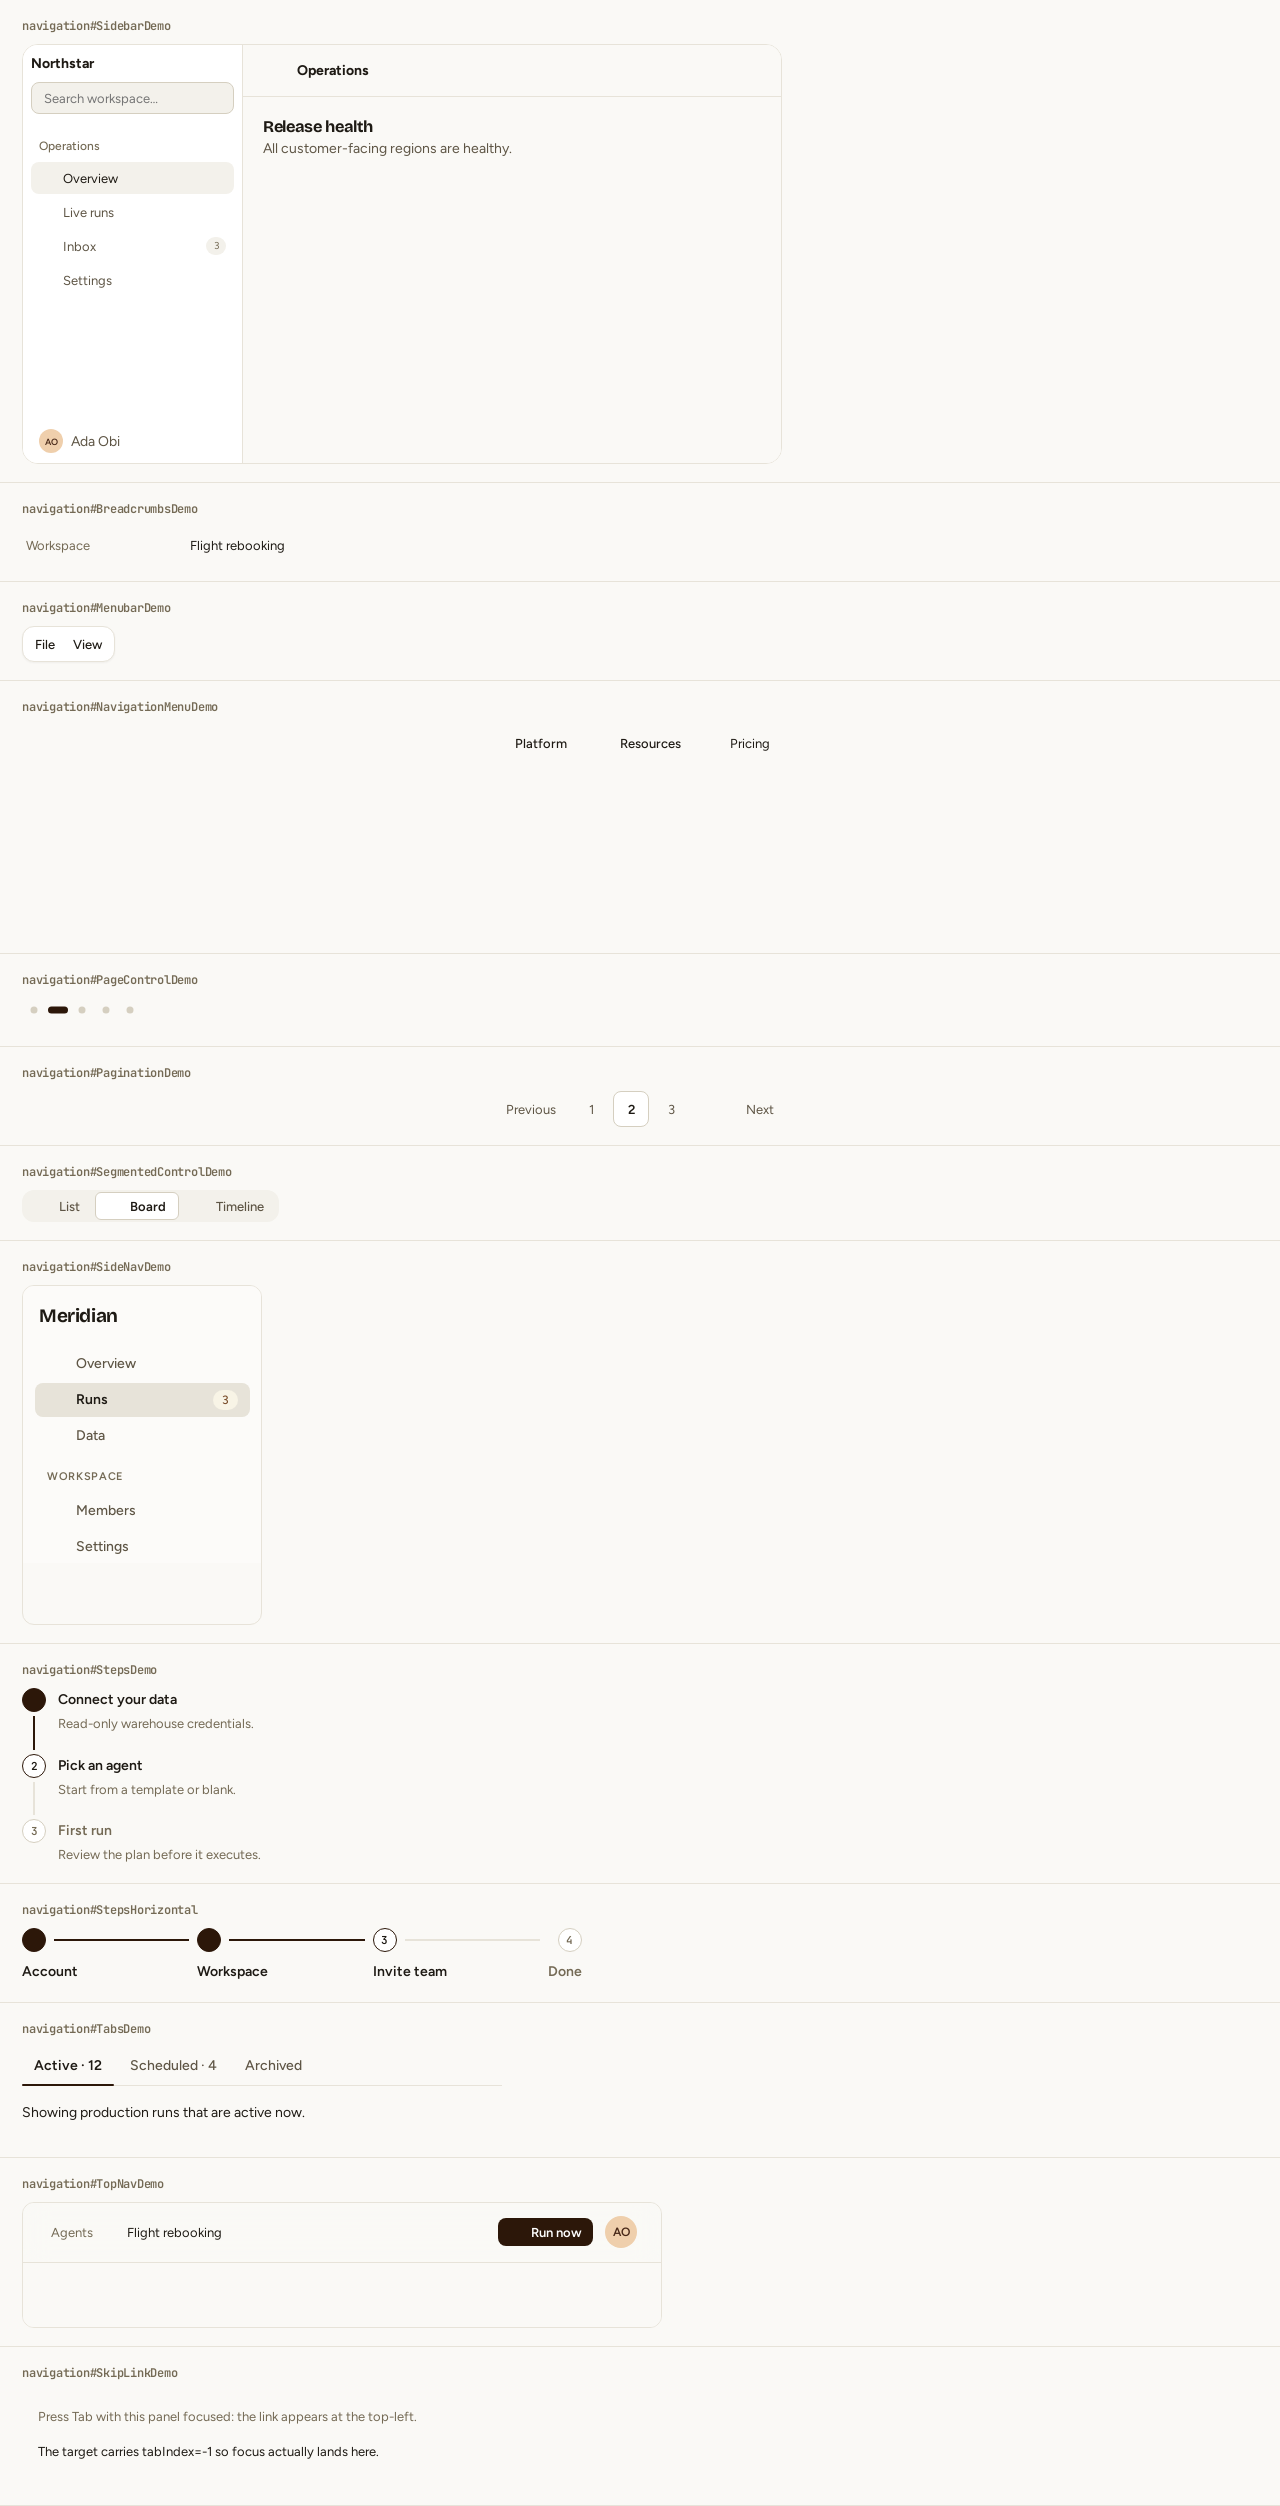 navigation#SidebarDemo
Northstar
Operations
Search workspace...
Release health
All customer-facing regions are healthy.
Operations
Overview
Live runs
Inbox 3
Settings
AO Ada Obi
navigation#BreadcrumbsDemo
Workspace Flight rebooking
navigation#MenubarDemo
File View
navigation#NavigationMenuDemo
Platform Resources Pricing
navigation#PageControlDemo
navigation#PaginationDemo
Previous 1 2 3 Next
navigation#SegmentedControlDemo
List Board Timeline
navigation#SideNavDemo
Meridian
Overview
Runs 3
Data
WORKSPACE
Members
Settings
navigation#StepsDemo
Connect your data
Read-only warehouse credentials.
2 Pick an agent
Start from a template or blank.
3 First run
Review the plan before it executes.
navigation#StepsHorizontal
3 4
Account Workspace Invite team Done
navigation#TabsDemo
Active · 12 Scheduled · 4 Archived
Showing production runs that are active now.
navigation#TopNavDemo
Agents Flight rebooking Run now AO
navigation#SkipLinkDemo
Press Tab with this panel focused: the link appears at the top-left.
The target carries tabIndex=-1 so focus actually lands here.